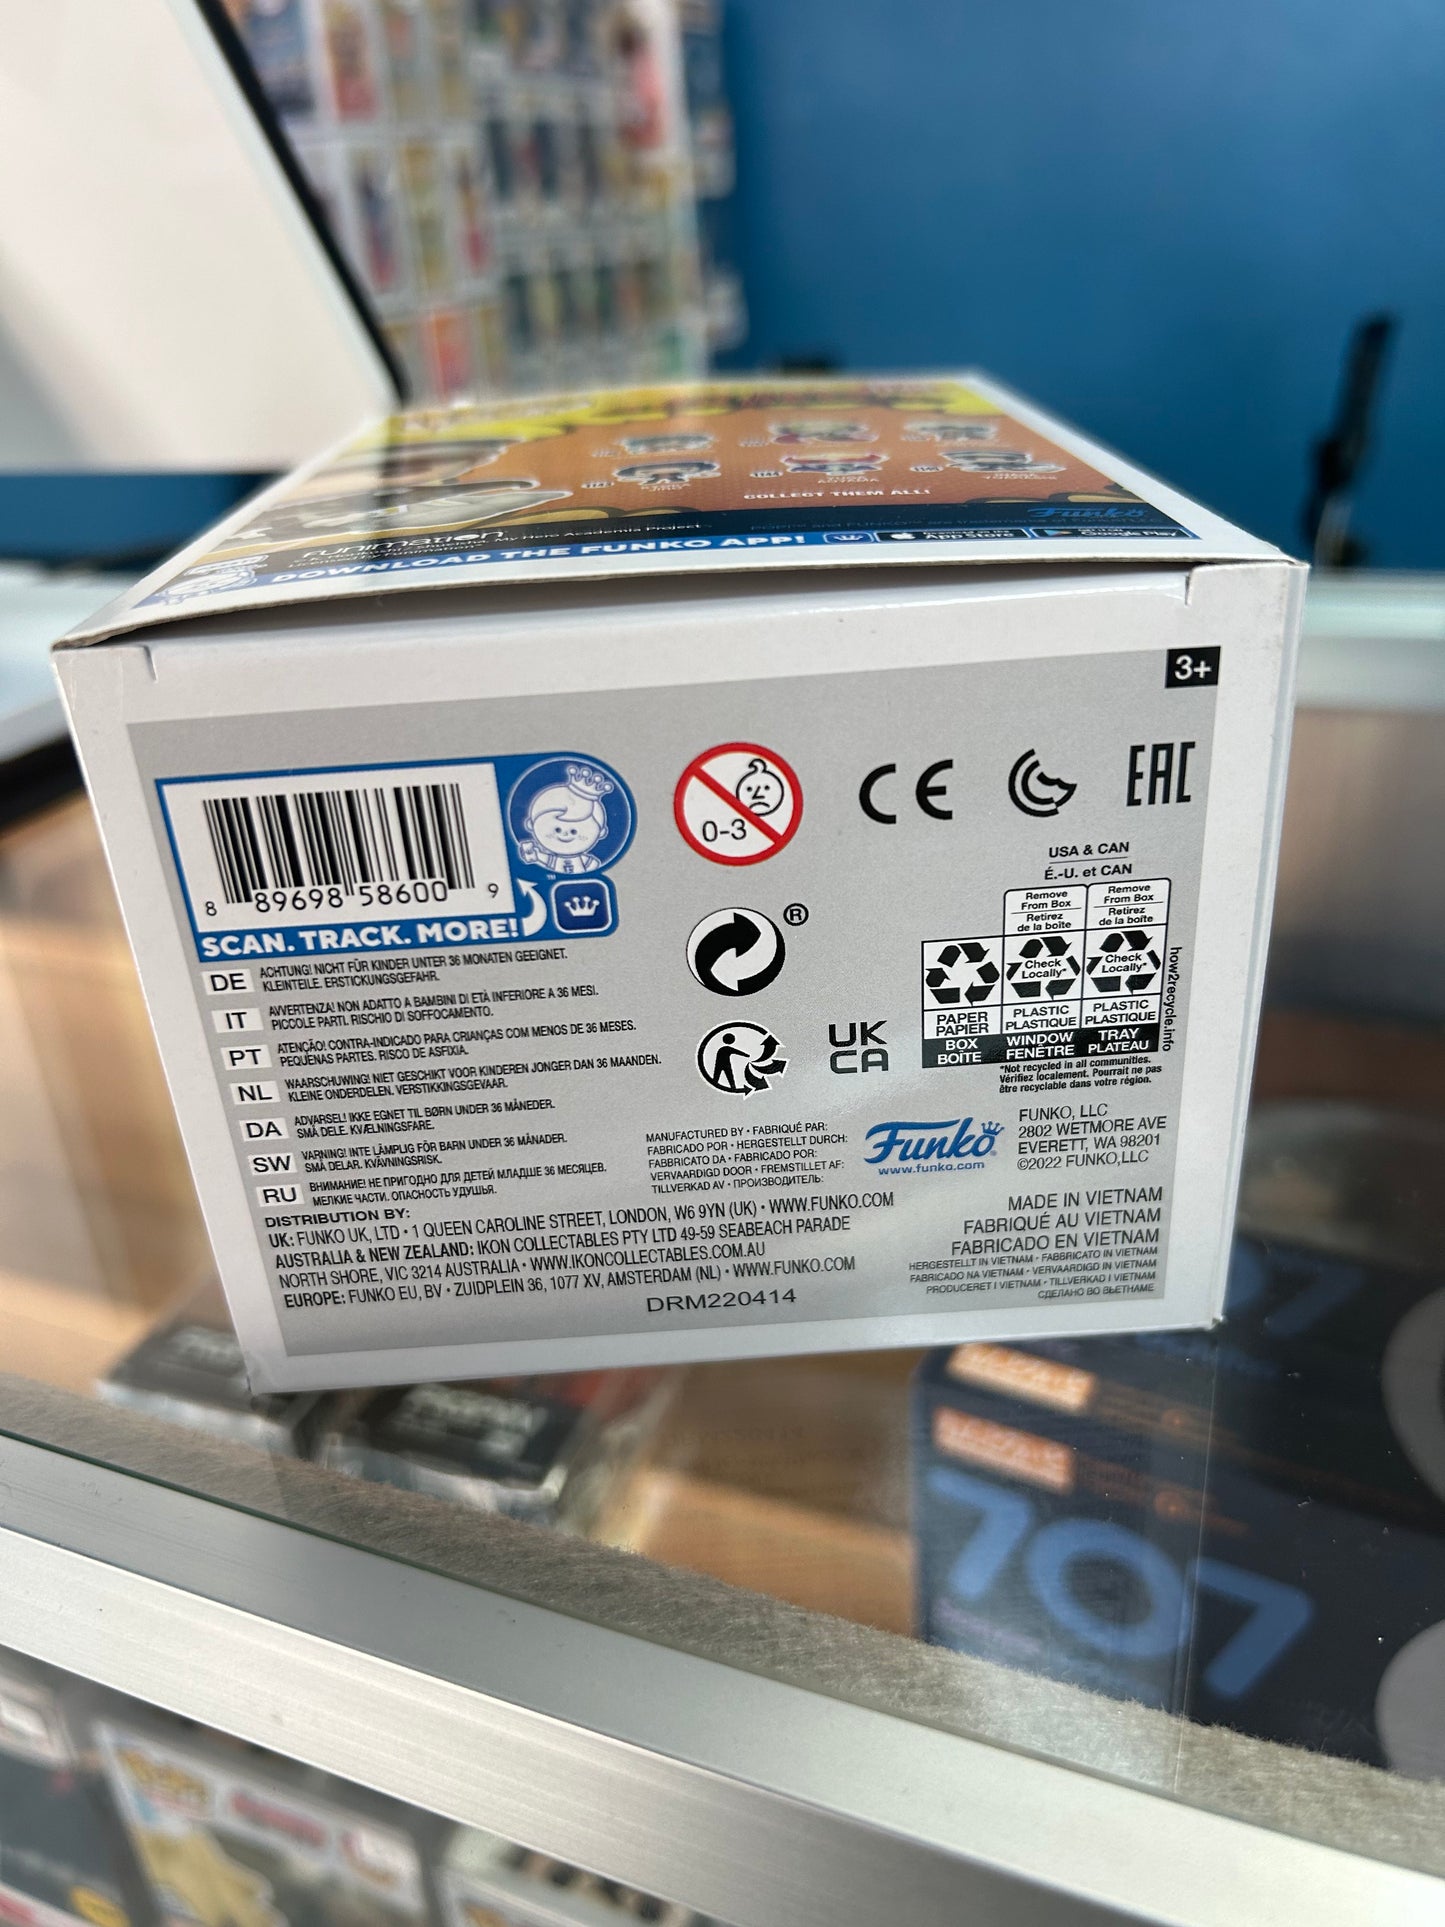 COLLECT THEM ALL!
Funko
FUNIMATION
My Hero Academia Project
DOWNLOAD THE FUNKO APP!
App Store
Google Play
3+
8 89698 58600 9
SCAN. TRACK. MORE!
™
0-3
CE
EAC
®
UK
CA
USA & CAN
É.-U. et CAN
Remove
From Box
Retirez
de la boîte
Remove
From Box
Retirez
de la boîte
Check
Locally*
Check
Locally*
PAPER
PAPIER
BOX
BOÎTE
PLASTIC
PLASTIQUE
WINDOW
FENÊTRE
PLASTIC
PLASTIQUE
TRAY
PLATEAU
how2recycle.info
*Not recycled in all communities.
Vérifiez localement. Pourrait ne pas
être recyclable dans votre région.
DE ACHTUNG! NICHT FÜR KINDER UNTER 36 MONATEN GEEIGNET.
KLEINTEILE. ERSTICKUNGSGEFAHR.
IT AVVERTENZA! NON ADATTO A BAMBINI DI ETÀ INFERIORE A 36 MESI.
PICCOLE PARTI. RISCHIO DI SOFFOCAMENTO.
PT ATENÇÃO! CONTRA-INDICADO PARA CRIANÇAS COM MENOS DE 36 MESES.
PEQUENAS PARTES. RISCO DE ASFIXIA.
NL WAARSCHUWING! NIET GESCHIKT VOOR KINDEREN JONGER DAN 36 MAANDEN.
KLEINE ONDERDELEN. VERSTIKKINGSGEVAAR.
DA ADVARSEL! IKKE EGNET TIL BØRN UNDER 36 MÅNEDER.
SMÅ DELE. KVÆLNINGSFARE.
SW VARNING! INTE LÄMPLIG FÖR BARN UNDER 36 MÅNADER.
SMÅ DELAR. KVÄVNINGSRISK.
RU ВНИМАНИЕ! НЕ ПРИГОДНО ДЛЯ ДЕТЕЙ МЛАДШЕ 36 МЕСЯЦЕВ.
МЕЛКИЕ ЧАСТИ. ОПАСНОСТЬ УДУШЬЯ.
MANUFACTURED BY • FABRIQUÉ PAR:
FABRICADO POR • HERGESTELLT DURCH:
FABBRICATO DA • FABRICADO POR:
VERVAARDIGD DOOR • FREMSTILLET AF:
TILLVERKAD AV • ПРОИЗВОДИТЕЛЬ:
Funko®
www.funko.com
FUNKO, LLC
2802 WETMORE AVE
EVERETT, WA 98201
©2022 FUNKO,LLC
DISTRIBUTION BY:
UK: FUNKO UK, LTD • 1 QUEEN CAROLINE STREET, LONDON, W6 9YN (UK) • WWW.FUNKO.COM
AUSTRALIA & NEW ZEALAND: IKON COLLECTABLES PTY LTD 49-59 SEABEACH PARADE
NORTH SHORE, VIC 3214 AUSTRALIA • WWW.IKONCOLLECTABLES.COM.AU
EUROPE: FUNKO EU, BV • ZUIDPLEIN 36, 1077 XV, AMSTERDAM (NL) • WWW.FUNKO.COM
DRM220414
MADE IN VIETNAM
FABRIQUÉ AU VIETNAM
FABRICADO EN VIETNAM
HERGESTELLT IN VIETNAM • FABBRICATO IN VIETNAM
FABRICADO NA VIETNAM • VERVAARDIGD IN VIETNAM
PRODUCERET I VIETNAM • TILLVERKAD I VIETNAM
СДЕЛАНО ВО ВЬЕТНАМЕ
707